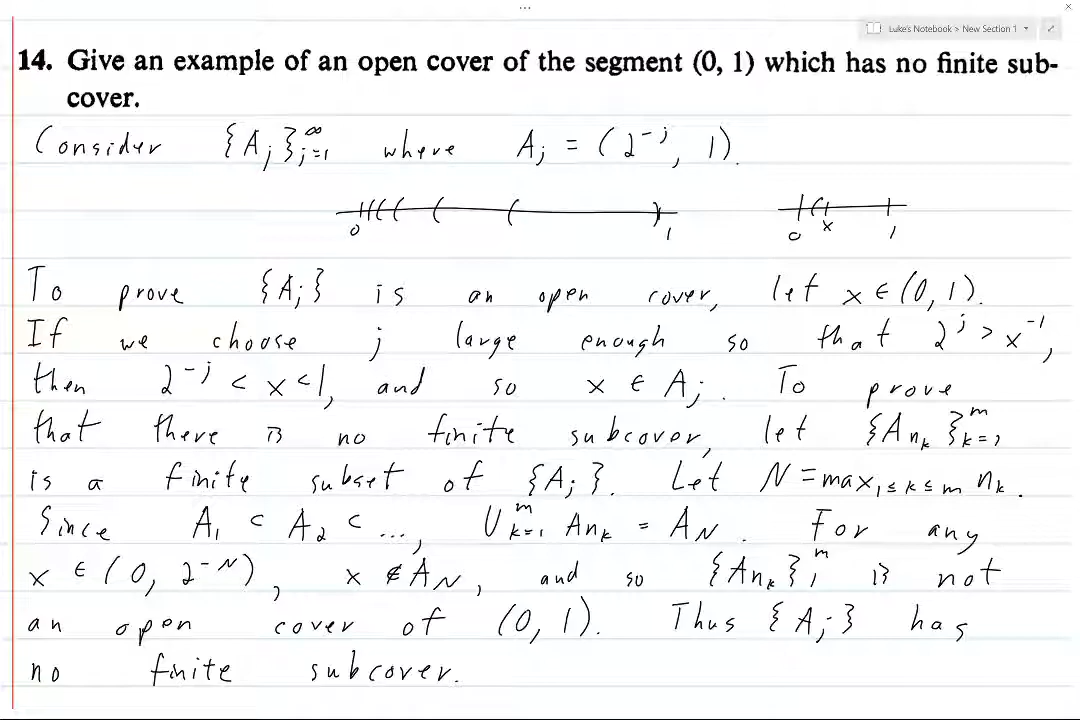 Luke's Notebook > New Section 1
14. Give an example of an open cover of the segment (0, 1) which has no finite sub-
cover.
Consider {A_j}_{j=1}^∞ where A_j = (2^{-j}, 1).
0 1 0 x 1
To prove {A_j} is an open cover, let x ∈ (0, 1).
If we choose j large enough so that 2^j > x^{-1},
then 2^{-j} < x < 1, and so x ∈ A_j. To prove
that there is no finite subcover, let {A_{n_k}}_{k=1}^m
is a finite subset of {A_j}. Let N = max_{1≤k≤m} n_k.
Since A_1 ⊂ A_2 ⊂ ..., ∪_{k=1}^m A_{n_k} = A_N. For any
x ∈ (0, 2^{-N}), x ∉ A_N, and so {A_{n_k}}_1^m is not
an open cover of (0, 1). Thus {A_j} has
no finite subcover.